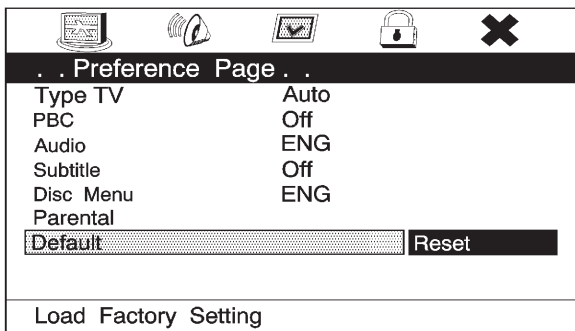 . . Preference Page . .
Type TV Auto
PBC Off
Audio ENG
Subtitle Off
Disc Menu ENG
Parental
Default Reset
Load Factory Setting